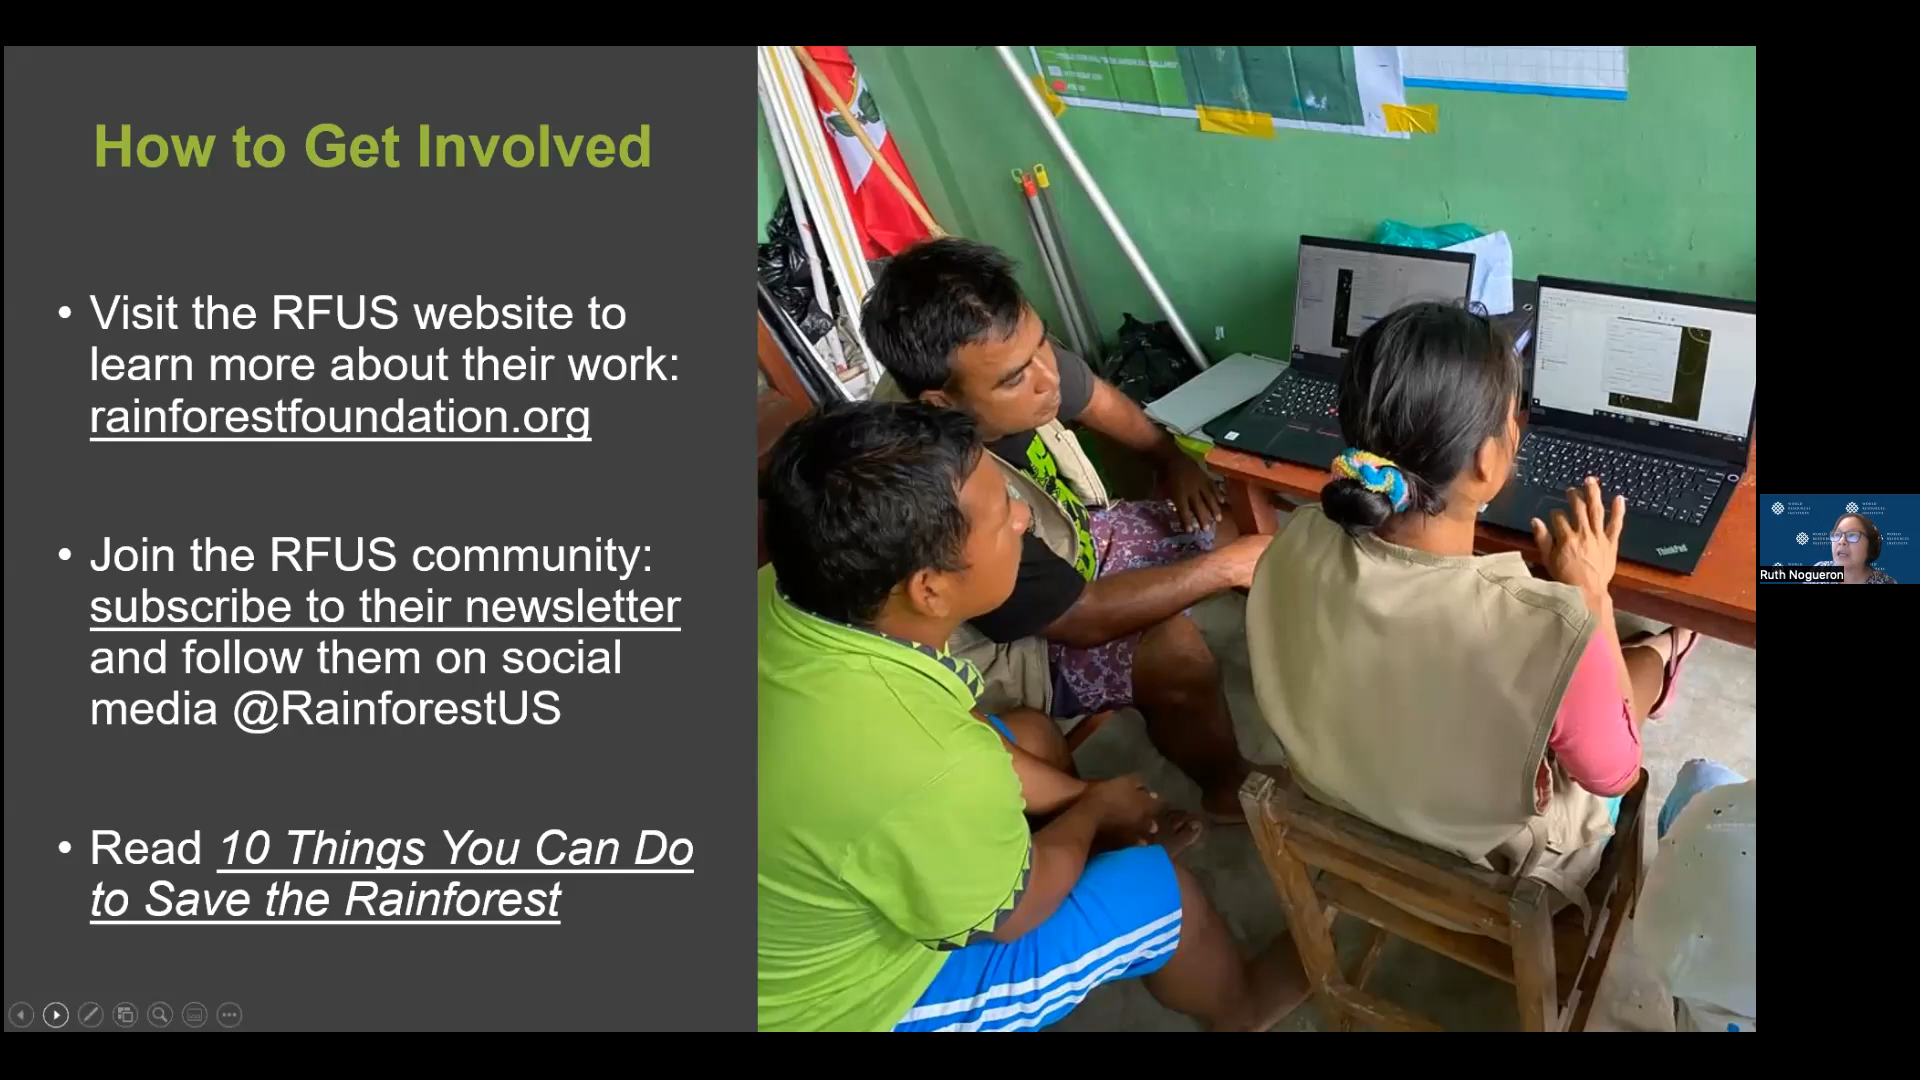 How to Get Involved
• Visit the RFUS website to
learn more about their work:
rainforestfoundation.org
• Join the RFUS community:
subscribe to their newsletter
and follow them on social
media @RainforestUS
• Read 10 Things You Can Do
to Save the Rainforest
ThinkPad
Ruth Nogueron